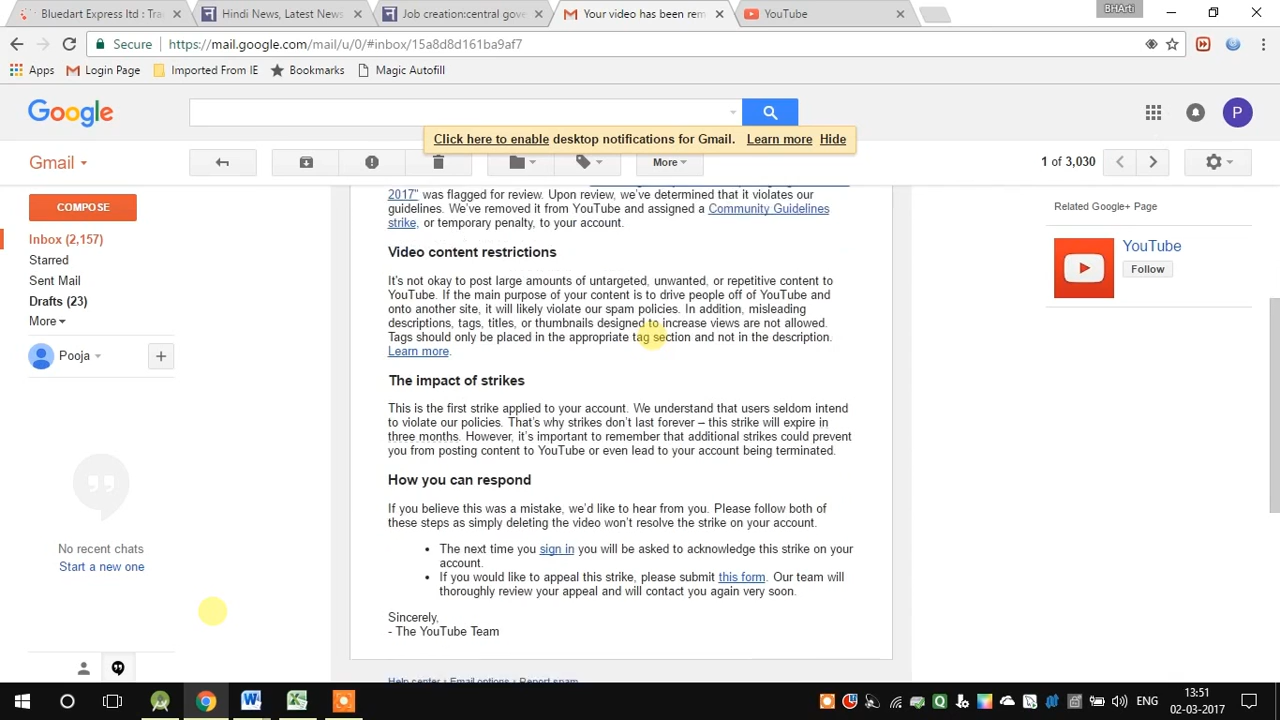 Bluedart Express ltd : Tra
Hindi News, Latest News
Job creation:central gov
Your video has been rem
YouTube
BHArti
Secure
https://mail.google.com/mail/u/0/#inbox/15a8d8d161ba9af7
Apps
Login Page
Imported From IE
Bookmarks
Magic Autofill
Google
P
Click here to enable desktop notifications for Gmail. Learn more Hide
Gmail
More
1 of 3,030
COMPOSE
Inbox (2,157)
Starred
Sent Mail
Drafts (23)
More
Pooja
No recent chats
Start a new one
2017" was flagged for review. Upon review, we've determined that it violates our
guidelines. We've removed it from YouTube and assigned a Community Guidelines
strike, or temporary penalty, to your account.
Video content restrictions
It's not okay to post large amounts of untargeted, unwanted, or repetitive content to
YouTube. If the main purpose of your content is to drive people off of YouTube and
onto another site, it will likely violate our spam policies. In addition, misleading
descriptions, tags, titles, or thumbnails designed to increase views are not allowed.
Tags should only be placed in the appropriate tag section and not in the description.
Learn more.
The impact of strikes
This is the first strike applied to your account. We understand that users seldom intend
to violate our policies. That's why strikes don't last forever – this strike will expire in
three months. However, it's important to remember that additional strikes could prevent
you from posting content to YouTube or even lead to your account being terminated.
How you can respond
If you believe this was a mistake, we'd like to hear from you. Please follow both of
these steps as simply deleting the video won't resolve the strike on your account.
• The next time you sign in you will be asked to acknowledge this strike on your
account.
• If you would like to appeal this strike, please submit this form. Our team will
thoroughly review your appeal and will contact you again very soon.
Sincerely,
- The YouTube Team
Help center • Email options • Report spam
Related Google+ Page
YouTube
Follow
ENG
13:51
02-03-2017